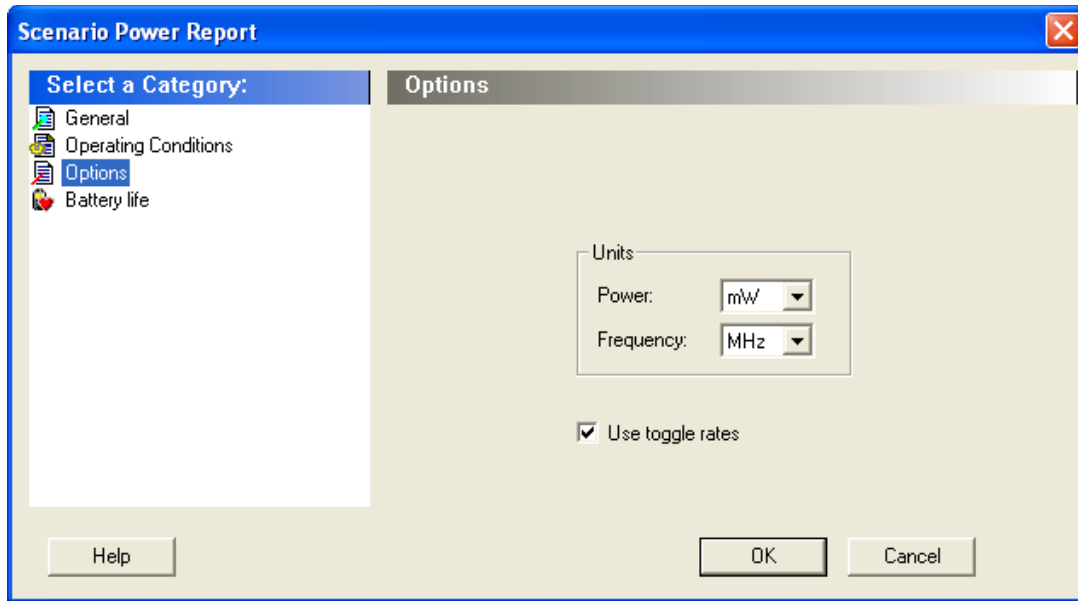 Scenario Power Report
Select a Category:
General
Operating Conditions
Options
Battery life
Options
Units
Power: mW
Frequency: MHz
Use toggle rates
Help
OK
Cancel